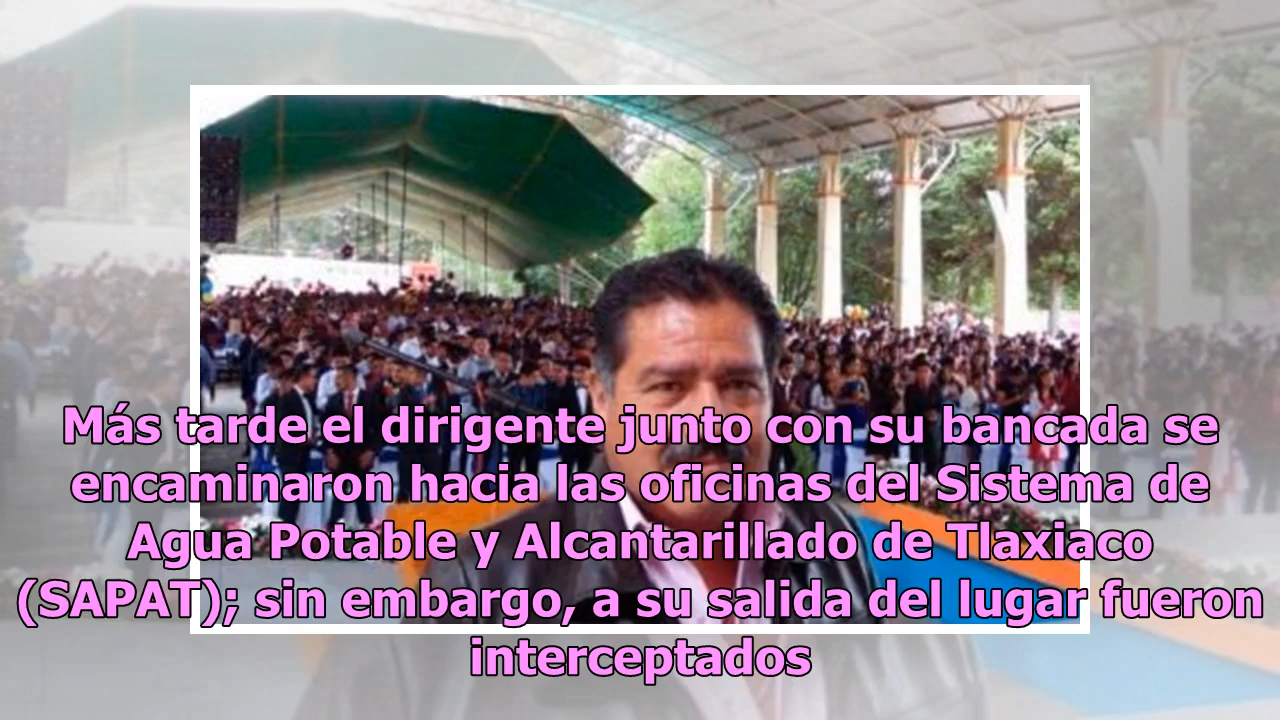 Más tarde el dirigente junto con su bancada se
encaminaron hacia las oficinas del Sistema de
Agua Potable y Alcantarillado de Tlaxiaco
(SAPAT); sin embargo, a su salida del lugar fueron
interceptados